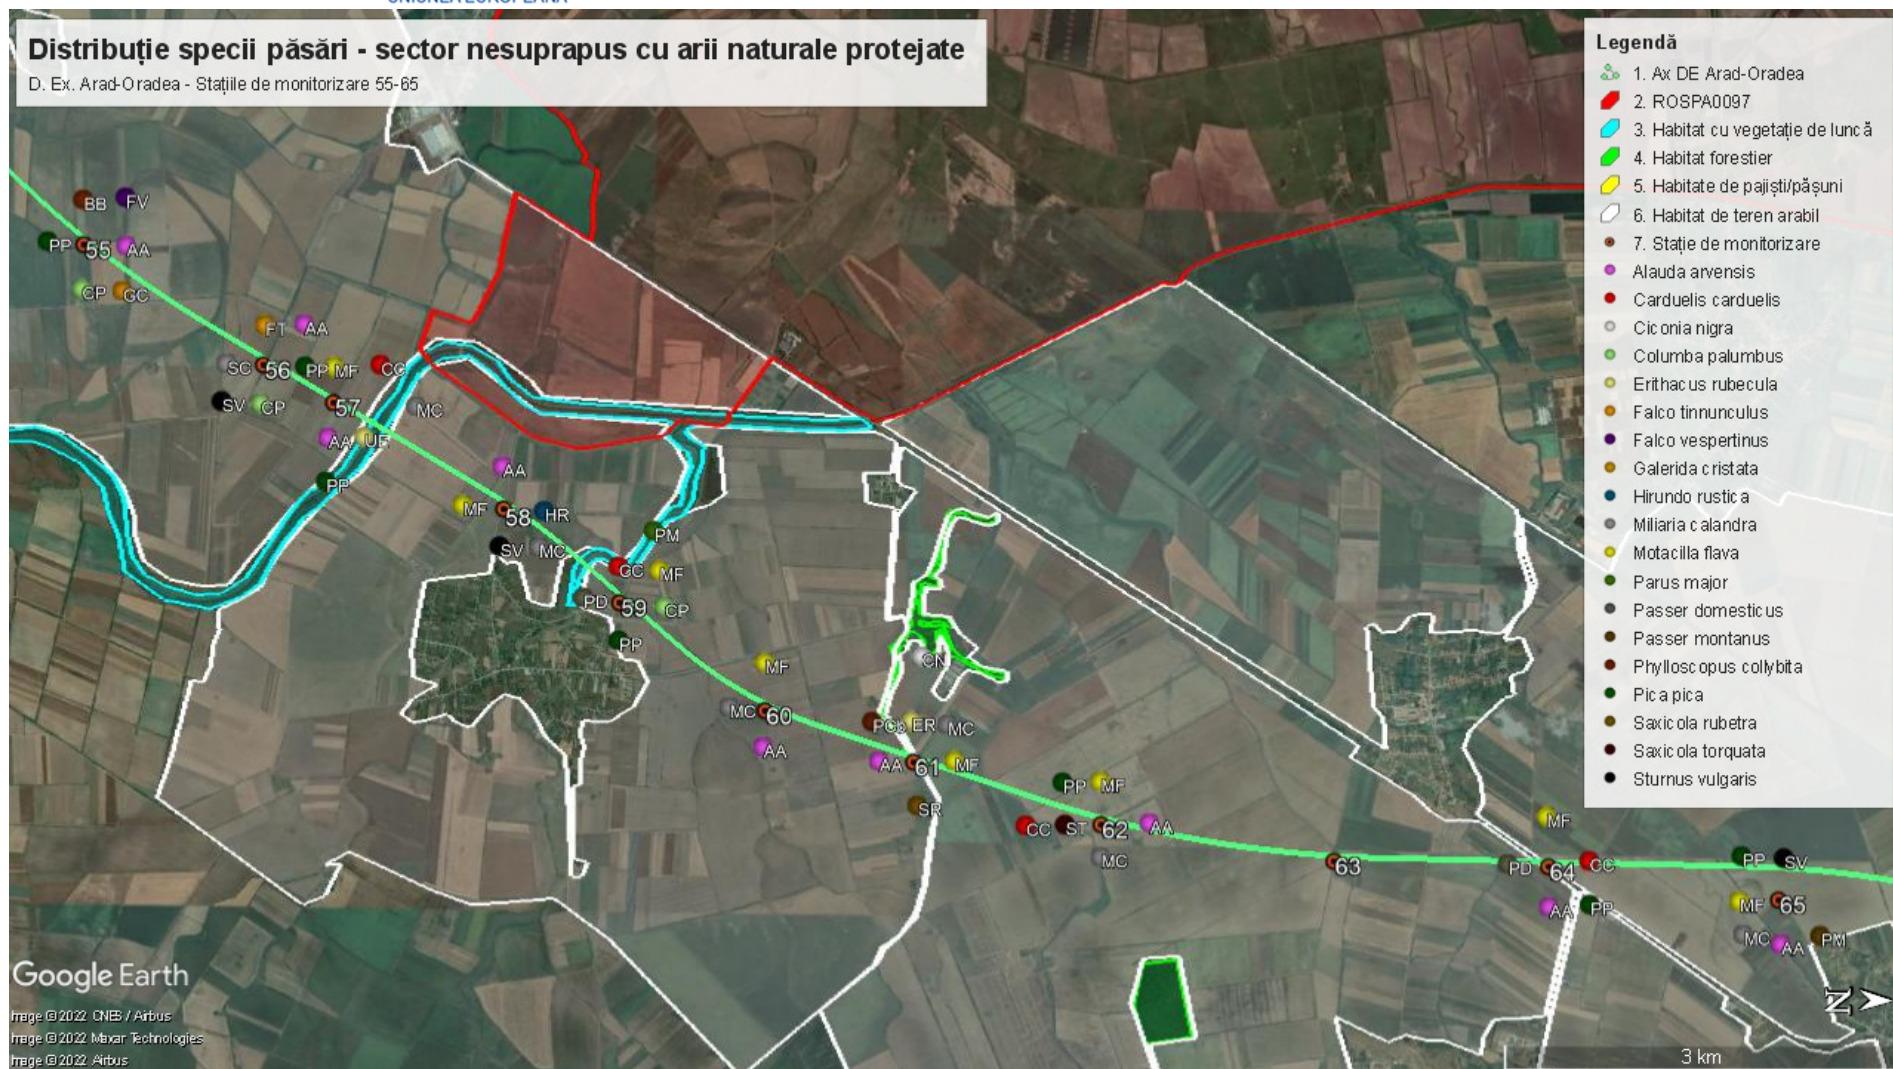 UNIUNEA EUROPEANĂ
Distribuție specii păsări - sector nesuprapus cu arii naturale protejate
D. Ex. Arad-Oradea - Stațiile de monitorizare 55-65
Legendă
1. Ax DE Arad-Oradea
2. ROSPA0097
3. Habitat cu vegetație de luncă
4. Habitat forestier
5. Habitate de pajiști/pășuni
6. Habitat de teren arabil
7. Stație de monitorizare
Alauda arvensis
Carduelis carduelis
Ciconia nigra
Columba palumbus
Erithacus rubecula
Falco tinnunculus
Falco vespertinus
Galerida cristata
Hirundo rustica
Miliaria calandra
Motacilla flava
Parus major
Passer domesticus
Passer montanus
Phylloscopus collybita
Pica pica
Saxicola rubetra
Saxicola torquata
Sturnus vulgaris
BB FV
PP 55 AA
CP GC
FT AA
SC 56 PP MF CC
SV CP 57 MC
AA UE
PP
AA
MF 58 HR
SV MC PM
CC MF
PD 59 CP
PP
MF CN
MC 60 PCb ER MC
AA AA 61 MF
PP MF
SR
CC ST 62 AA
MC
MF
63 PD 64 CC PP SV
AA PP MF 65
MC AA PM
Google Earth
Image © 2022 CNES / Airbus
Image © 2022 Maxar Technologies
Image © 2022 Airbus
N
3 km